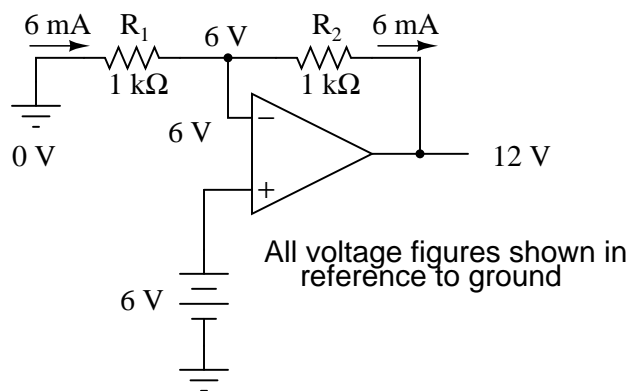 6 mA R1 6 V R2 6 mA
1 kΩ 1 kΩ
6 V −
0 V 12 V
+
All voltage figures shown in
reference to ground
6 V